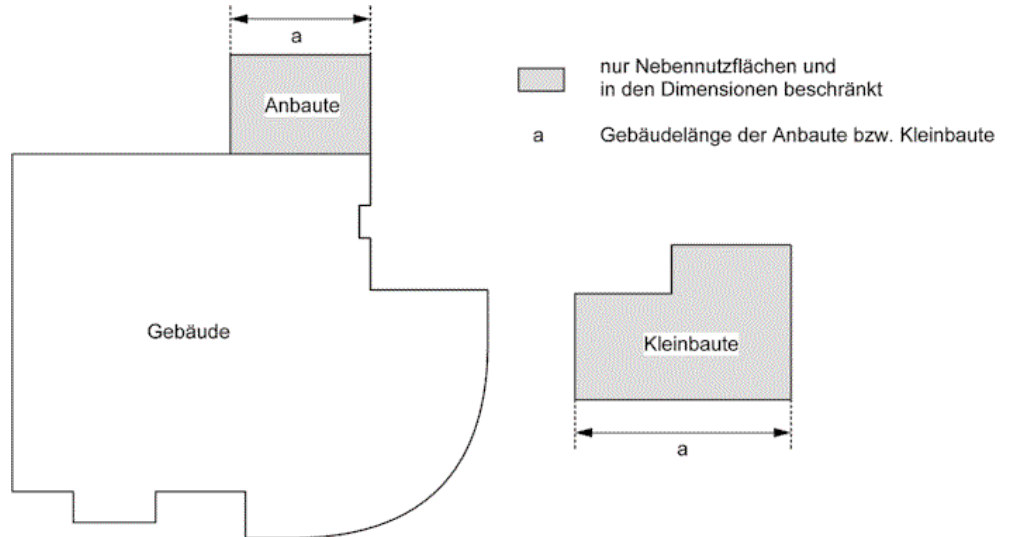 a
Anbaute
nur Nebennutzflächen und
in den Dimensionen beschränkt
a Gebäudelänge der Anbaute bzw. Kleinbaute
Gebäude
Kleinbaute
a